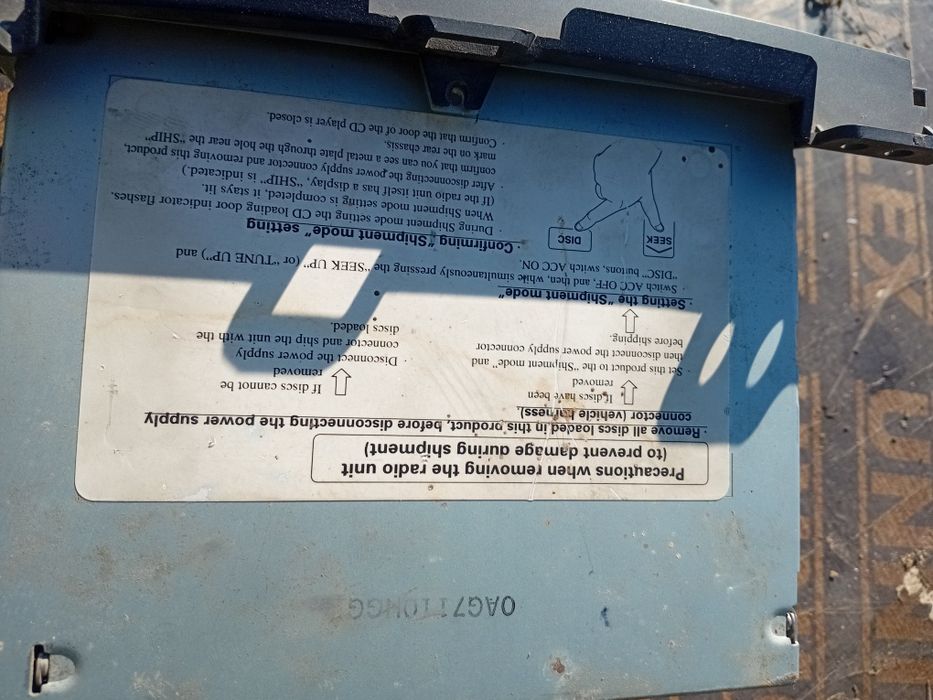 Precautions when removing the radio unit
(to prevent damage during shipment)
· Remove all discs loaded in this product, before disconnecting the power supply
connector (vehicle harness).
If discs have been
removed
· Set this product to the "Shipment mode" and
then disconnect the power supply connector
before shipping.
If discs cannot be
removed
· Disconnect the power supply
connector and ship the unit with the
discs loaded.
· Setting the "Shipment mode"
· Switch ACC OFF, and then, while simultaneously pressing the "SEEK UP" (or "TUNE UP") and
"DISC" buttons, switch ACC ON.
SEEK
DISC
Confirming "Shipment mode" setting
· During Shipment mode setting the CD loading door indicator flashes.
When Shipment mode setting is completed, it stays lit.
(If the radio unit itself has a display, "SHIP" is indicated.)
· After disconnecting the power supply connector and removing this product,
confirm that you can see a metal plate through the hole near the "SHIP"
mark on the rear chassis,
· Confirm that the door of the CD player is closed.